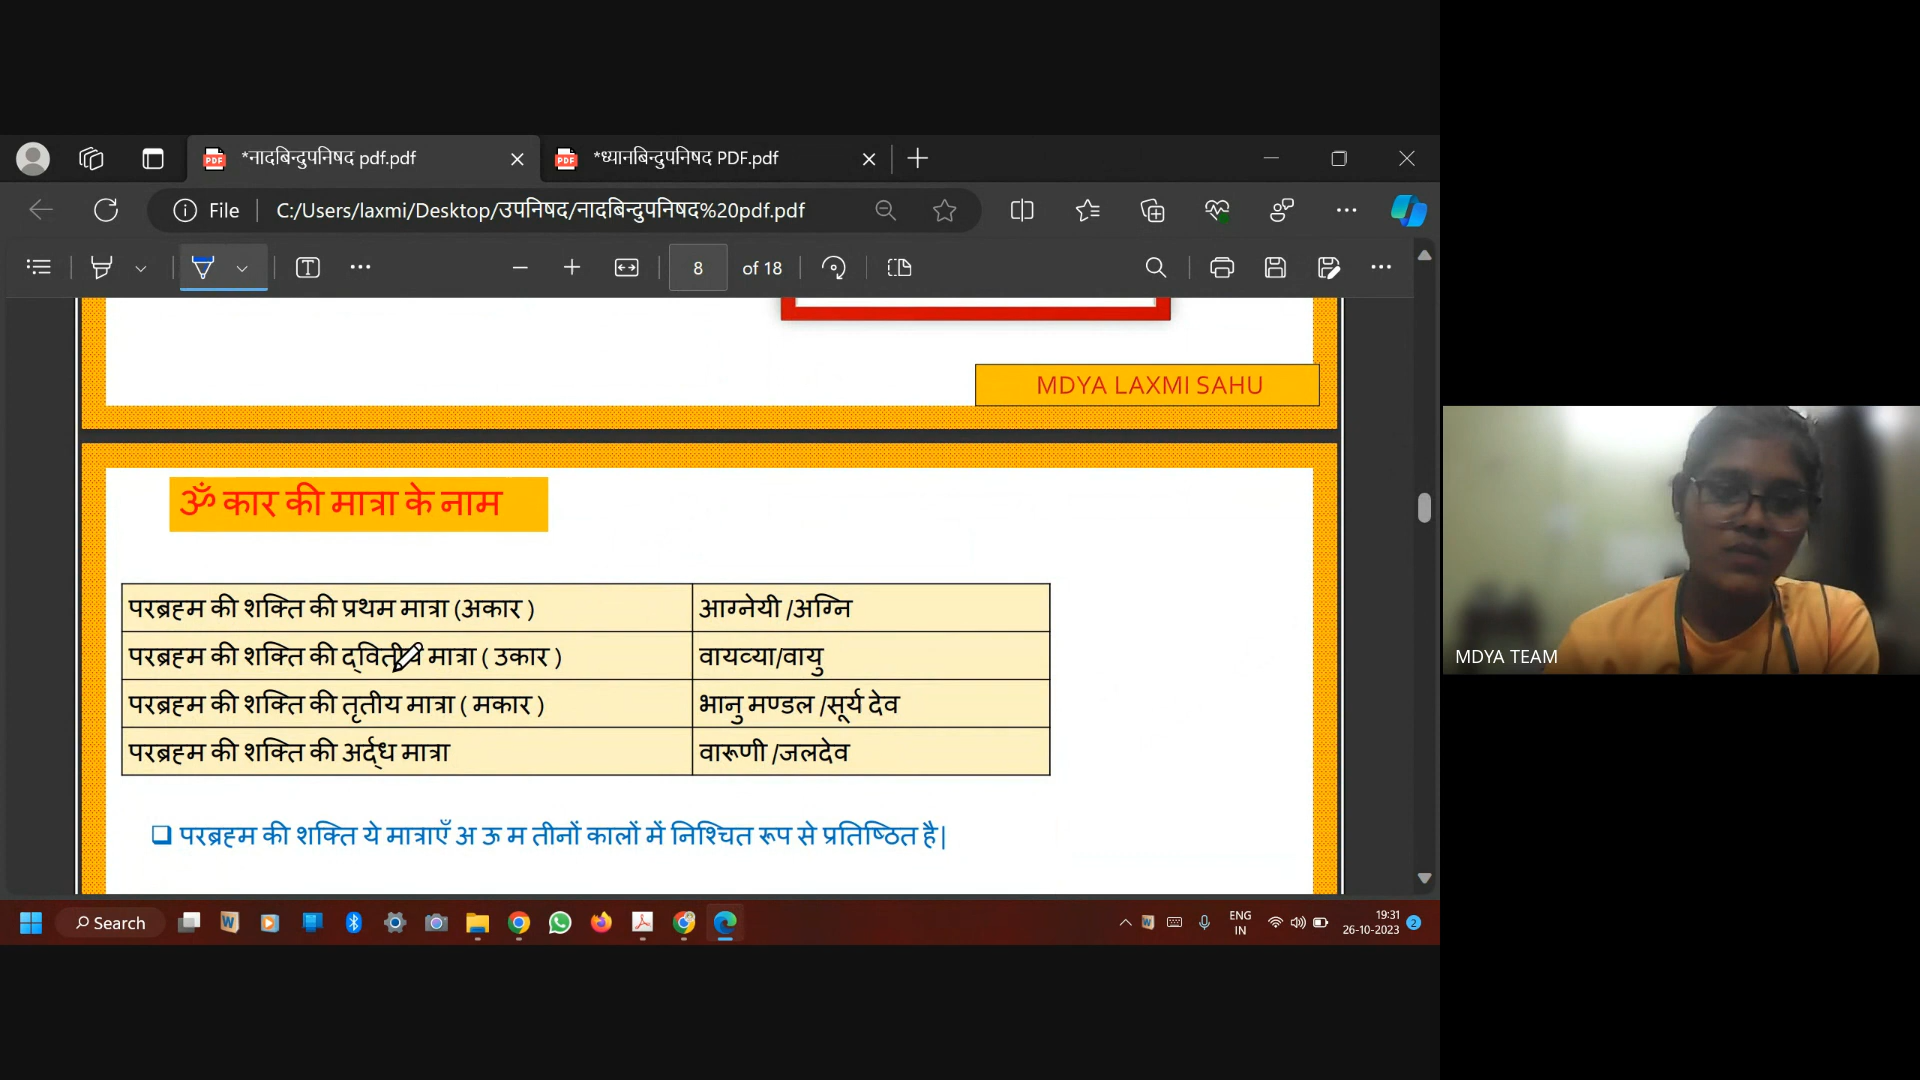 *नादबिन्दुपनिषद pdf.pdf
*ध्यानबिन्दुपनिषद PDF.pdf
File
C:/Users/laxmi/Desktop/उपनिषद/नादबिन्दुपनिषद%20pdf.pdf
8 of 18
MDYA LAXMI SAHU
ॐ कार की मात्रा के नाम
परब्रह्म की शक्ति की प्रथम मात्रा (अकार ) आग्नेयी /अग्नि
परब्रह्म की शक्ति की द्वितीय मात्रा ( उकार ) वायव्या/वायु
परब्रह्म की शक्ति की तृतीय मात्रा ( मकार ) भानु मण्डल /सूर्य देव
परब्रह्म की शक्ति की अर्द्ध मात्रा वारूणी /जलदेव
❑ परब्रह्म की शक्ति ये मात्राएँ अ ऊ म तीनों कालों में निश्चित रूप से प्रतिष्ठित है|
MDYA TEAM
Search
ENG
IN
19:31
26-10-2023
2